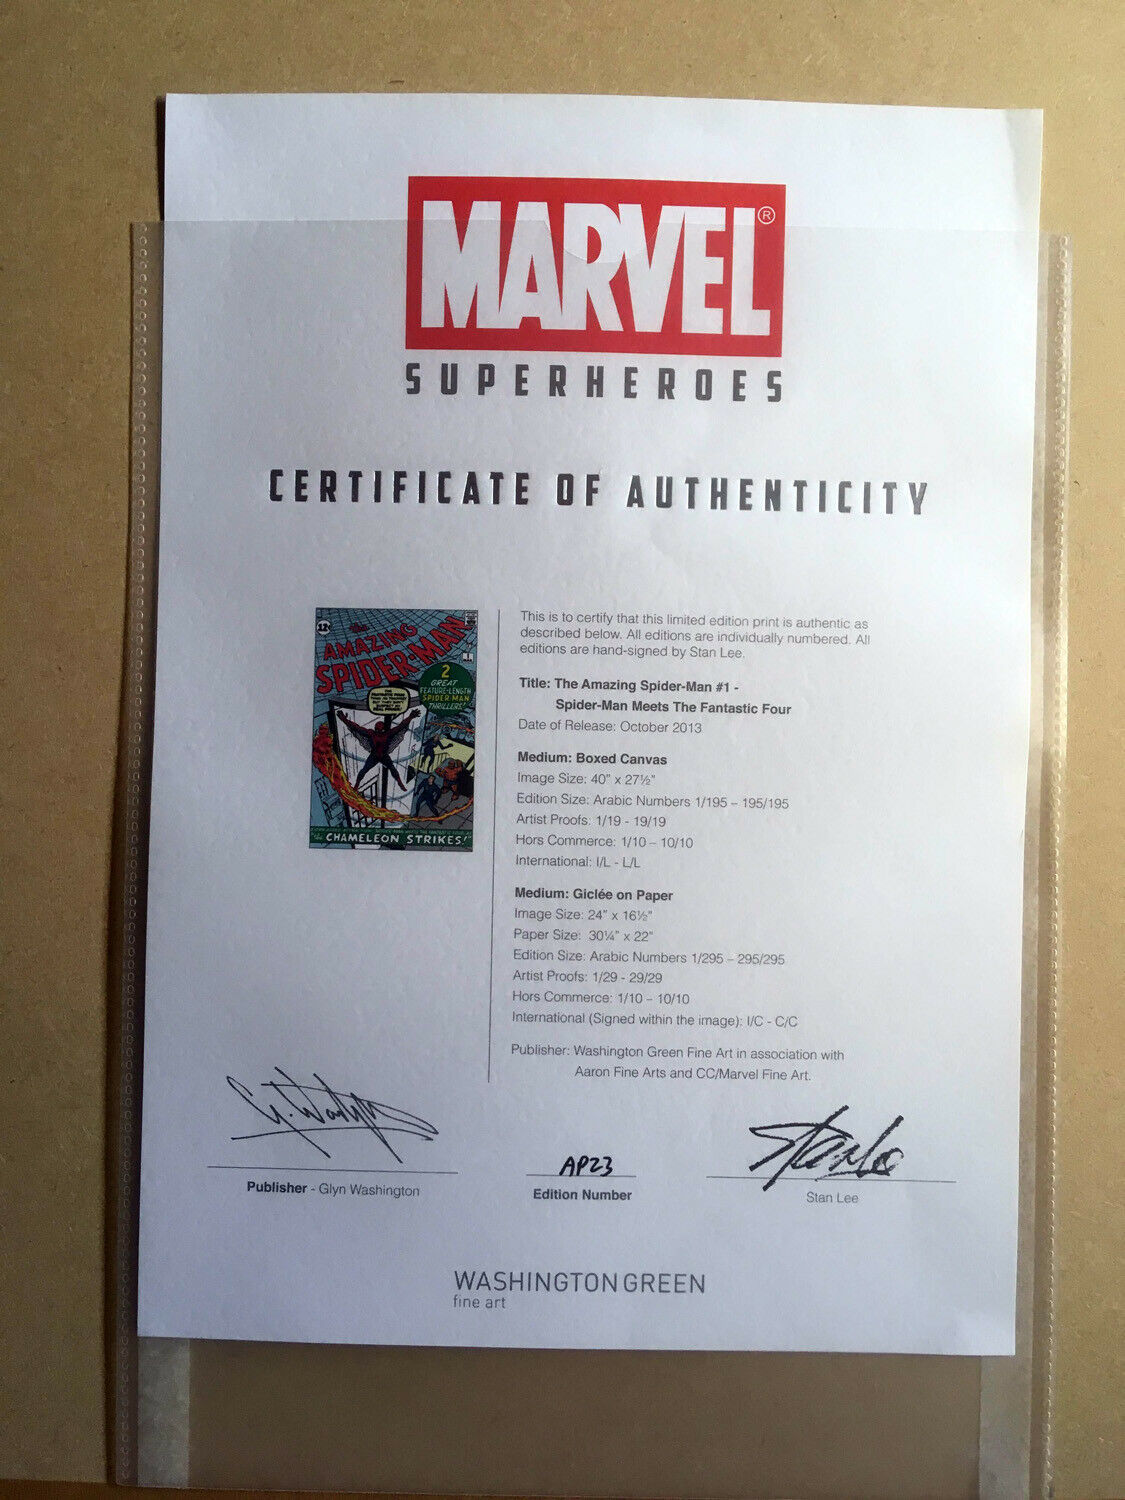 MARVEL®
SUPERHEROES
CERTIFICATE OF AUTHENTICITY
12¢
the
AMAZING
SPIDER-MAN
1
2
GREAT
FEATURE-LENGTH
SPIDER-MAN
THRILLERS!
"the CHAMELEON STRIKES!"
This is to certify that this limited edition print is authentic as
described below. All editions are individually numbered. All
editions are hand-signed by Stan Lee.
Title: The Amazing Spider-Man #1 -
Spider-Man Meets The Fantastic Four
Date of Release: October 2013
Medium: Boxed Canvas
Image Size: 40" x 27½"
Edition Size: Arabic Numbers 1/195 – 195/195
Artist Proofs: 1/19 - 19/19
Hors Commerce: 1/10 – 10/10
International: I/L - L/L
Medium: Giclée on Paper
Image Size: 24" x 16½"
Paper Size: 30¼" x 22"
Edition Size: Arabic Numbers 1/295 – 295/295
Artist Proofs: 1/29 - 29/29
Hors Commerce: 1/10 – 10/10
International (Signed within the image): I/C - C/C
Publisher: Washington Green Fine Art in association with
Aaron Fine Arts and CC/Marvel Fine Art.
AP23
Stan Lee
Publisher - Glyn Washington
Edition Number
Stan Lee
WASHINGTON GREEN
fine art